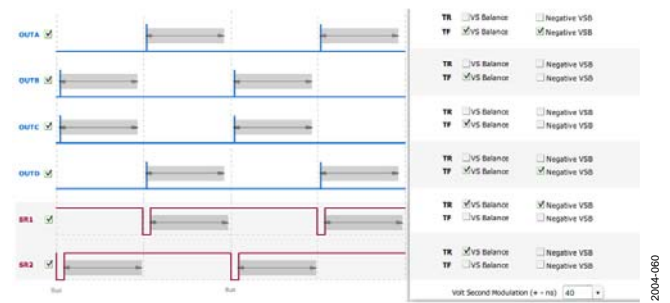 TR VS Balance Negative VSB
OUTA TF VS Balance Negative VSB
TR VS Balance Negative VSB
OUTB TF VS Balance Negative VSB
TR VS Balance Negative VSB
OUTC TF VS Balance Negative VSB
TR VS Balance Negative VSB
OUTD TF VS Balance Negative VSB
TR VS Balance Negative VSB
SR1 TF VS Balance Negative VSB
TR VS Balance Negative VSB
SR2 TF VS Balance Negative VSB
Volt Second Modulation (+ - ns) 40
2004-060